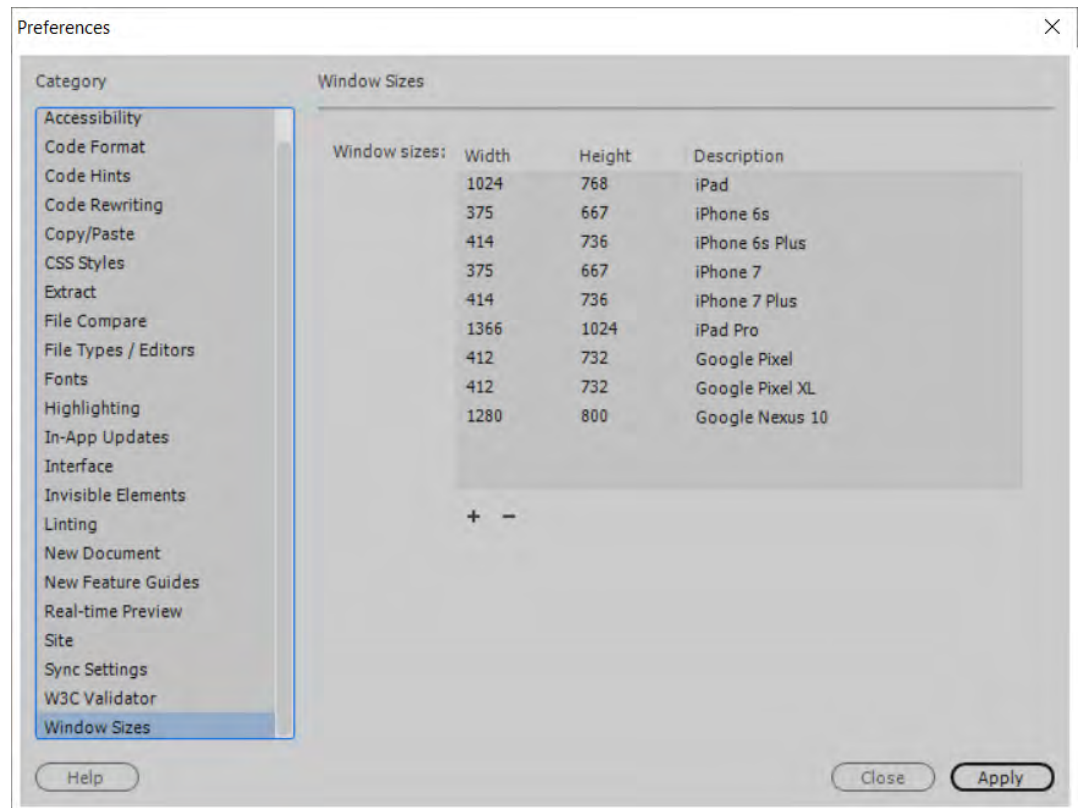 Preferences
Category
Accessibility
Code Format
Code Hints
Code Rewriting
Copy/Paste
CSS Styles
Extract
File Compare
File Types / Editors
Fonts
Highlighting
In-App Updates
Interface
Invisible Elements
Linting
New Document
New Feature Guides
Real-time Preview
Site
Sync Settings
W3C Validator
Window Sizes
Window Sizes
Window sizes: Width Height Description
1024 768 iPad
375 667 iPhone 6s
414 736 iPhone 6s Plus
375 667 iPhone 7
414 736 iPhone 7 Plus
1366 1024 iPad Pro
412 732 Google Pixel
412 732 Google Pixel XL
1280 800 Google Nexus 10
+ −
Help Close Apply